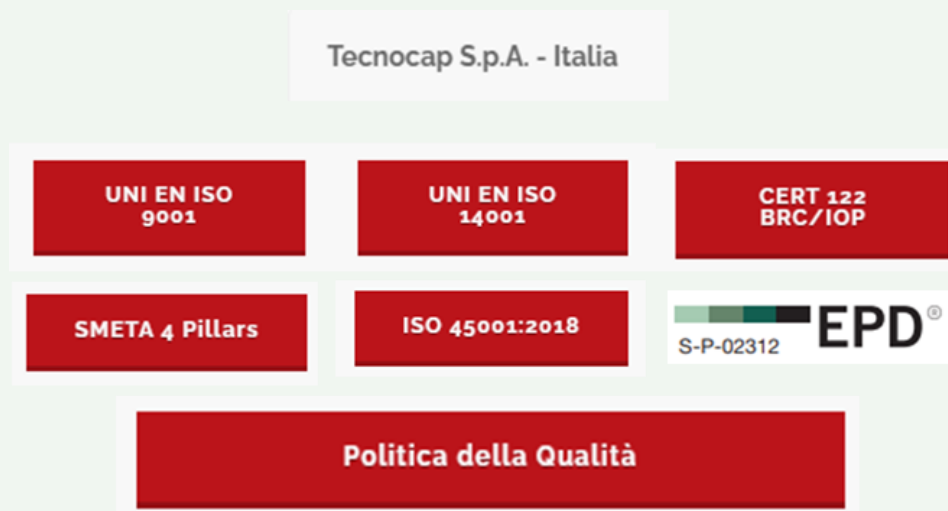 Tecnocap S.p.A. - Italia
UNI EN ISO
9001
UNI EN ISO
14001
CERT 122
BRC/IOP
SMETA 4 Pillars
ISO 45001:2018
EPD®
S-P-02312
Politica della Qualità